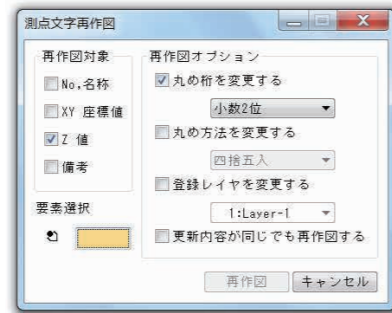 測点文字再作図
再作図対象
No,名称
XY 座標値
Z 値
備考
要素選択
再作図オプション
丸め桁を変更する
小数2位
丸め方法を変更する
四捨五入
登録レイヤを変更する
1:Layer-1
更新内容が同じでも再作図する
再作図
キャンセル